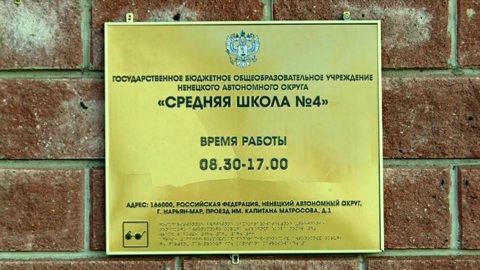 ГОСУДАРСТВЕННОЕ БЮДЖЕТНОЕ ОБЩЕОБРАЗОВАТЕЛЬНОЕ УЧРЕЖДЕНИЕ
НЕНЕЦКОГО АВТОНОМНОГО ОКРУГА
«СРЕДНЯЯ ШКОЛА №4»
ВРЕМЯ РАБОТЫ
08.30-17.00
АДРЕС: 166000, РОССИЙСКАЯ ФЕДЕРАЦИЯ, НЕНЕЦКИЙ АВТОНОМНЫЙ ОКРУГ,
Г. НАРЬЯН-МАР, ПРОЕЗД ИМ. КАПИТАНА МАТРОСОВА, Д.1